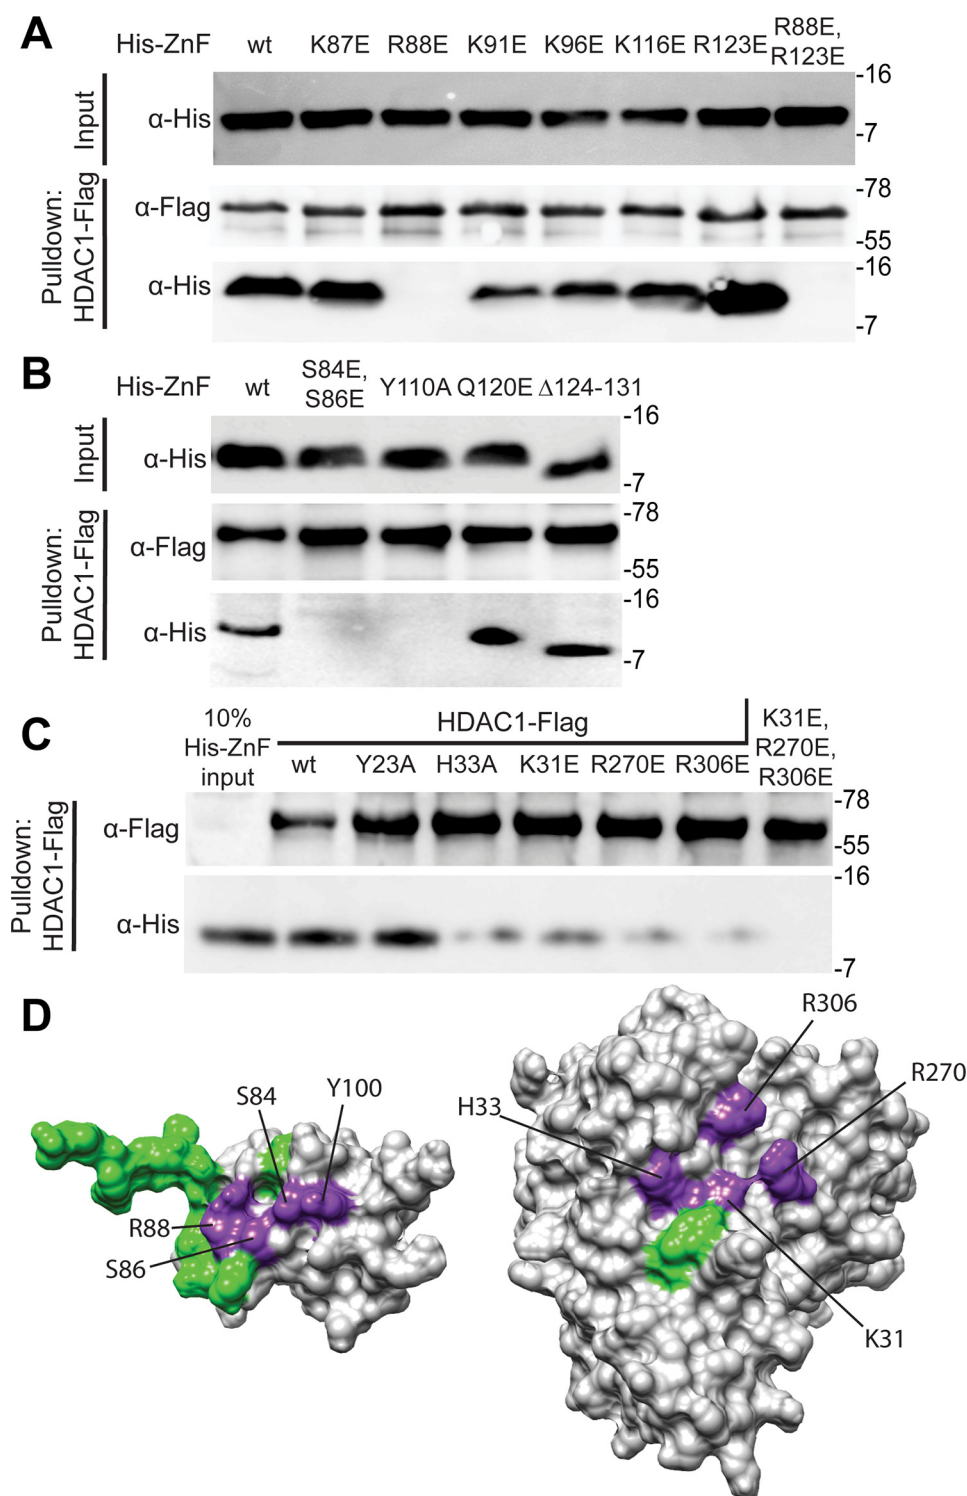 A
His-ZnF wt K87E R88E K91E K96E K116E R123E R88E, R123E
Input
α-His
-16
-7
Pulldown:
HDAC1-Flag
α-Flag
-78
-55
α-His
-16
-7
B
His-ZnF wt S84E, S86E Y110A Q120E Δ124-131
Input
α-His
-16
-7
Pulldown:
HDAC1-Flag
α-Flag
-78
-55
α-His
-16
-7
C
10%
His-ZnF
input
HDAC1-Flag
wt Y23A H33A K31E R270E R306E
K31E,
R270E,
R306E
Pulldown:
HDAC1-Flag
α-Flag
-78
-55
α-His
-16
-7
D
S84
Y100
R88
S86
R306
R270
H33
K31